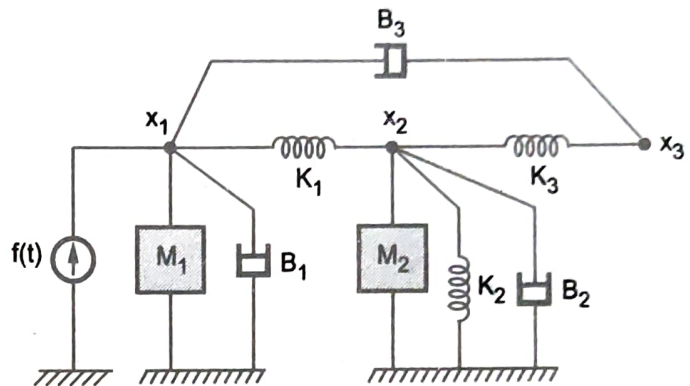 B₃
x₁
x₂
x₃
K₁
K₃
f(t)
M₁
B₁
M₂
K₂
B₂